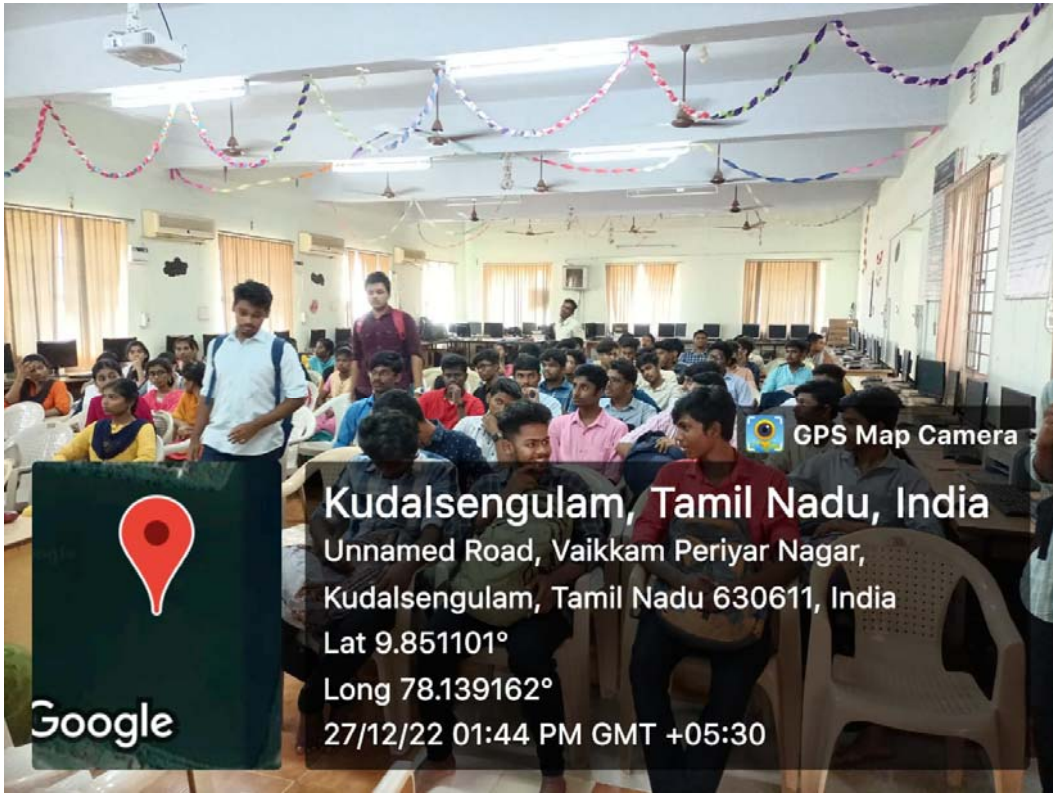 GPS Map Camera
Kudalsengulam, Tamil Nadu, India
Unnamed Road, Vaikkam Periyar Nagar,
Kudalsengulam, Tamil Nadu 630611, India
Lat 9.851101°
Long 78.139162°
27/12/22 01:44 PM GMT +05:30
Google